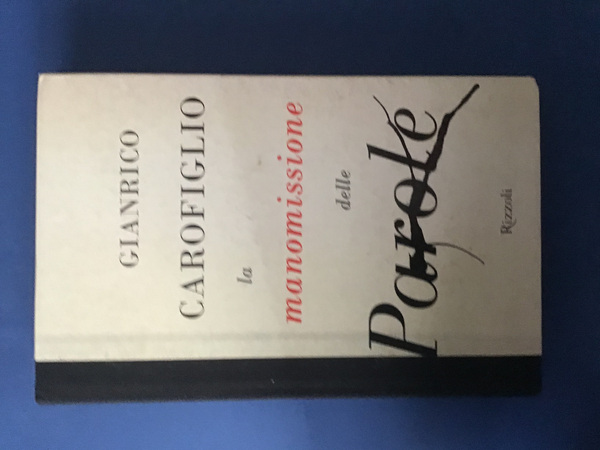 GIANRICO
CAROFIGLIO
la
manomissione
delle
Parole
Rizzoli